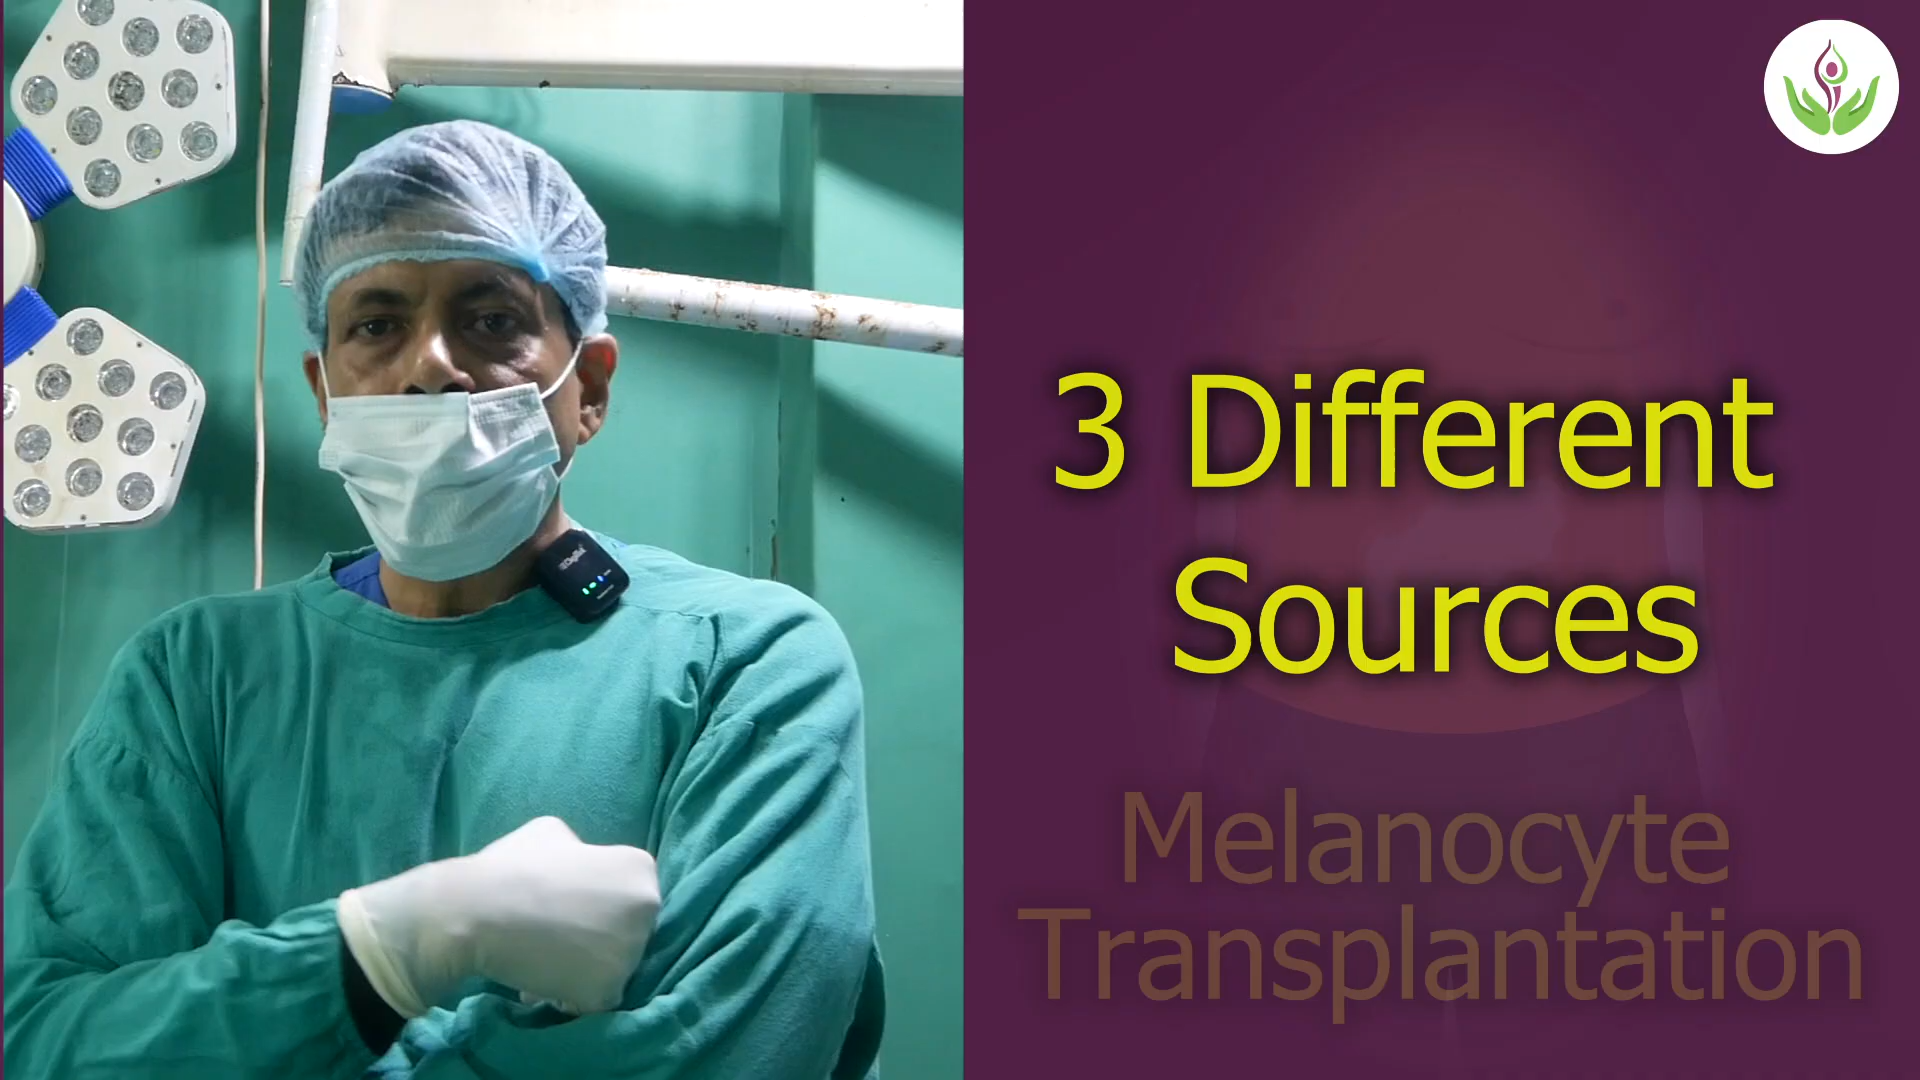 3 Different
Sources
Melanocyte
Transplantation